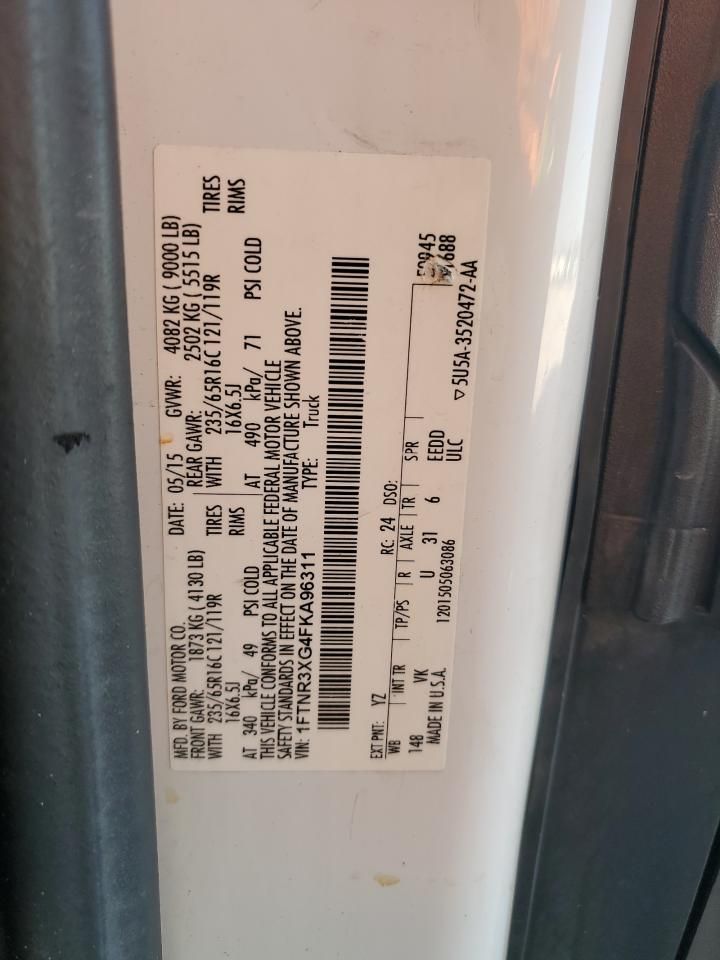 MFD. BY FORD MOTOR CO. DATE: 05/15 GVWR: 4082 KG ( 9000 LB)
FRONT GAWR: 1873 KG ( 4130 LB) REAR GAWR: 2502 KG ( 5515 LB)
WITH 235/65R16C 121/119R TIRES WITH 235/65R16C 121/119R TIRES
16X6.5J RIMS 16X6.5J RIMS
AT 340 kPa/ 49 PSI COLD AT 490 kPa/ 71 PSI COLD
THIS VEHICLE CONFORMS TO ALL APPLICABLE FEDERAL MOTOR VEHICLE
SAFETY STANDARDS IN EFFECT ON THE DATE OF MANUFACTURE SHOWN ABOVE.
VIN: 1FTNR3XG4FKA96311 TYPE: Truck
EXT PNT: YZ RC: 24 DSO:
WB INT TR TP/PS R AXLE TR SPR
148 VK U 31 6 EEDD
MADE IN U.S.A. 1201505063086 ULC
5U5A-3520472-AA